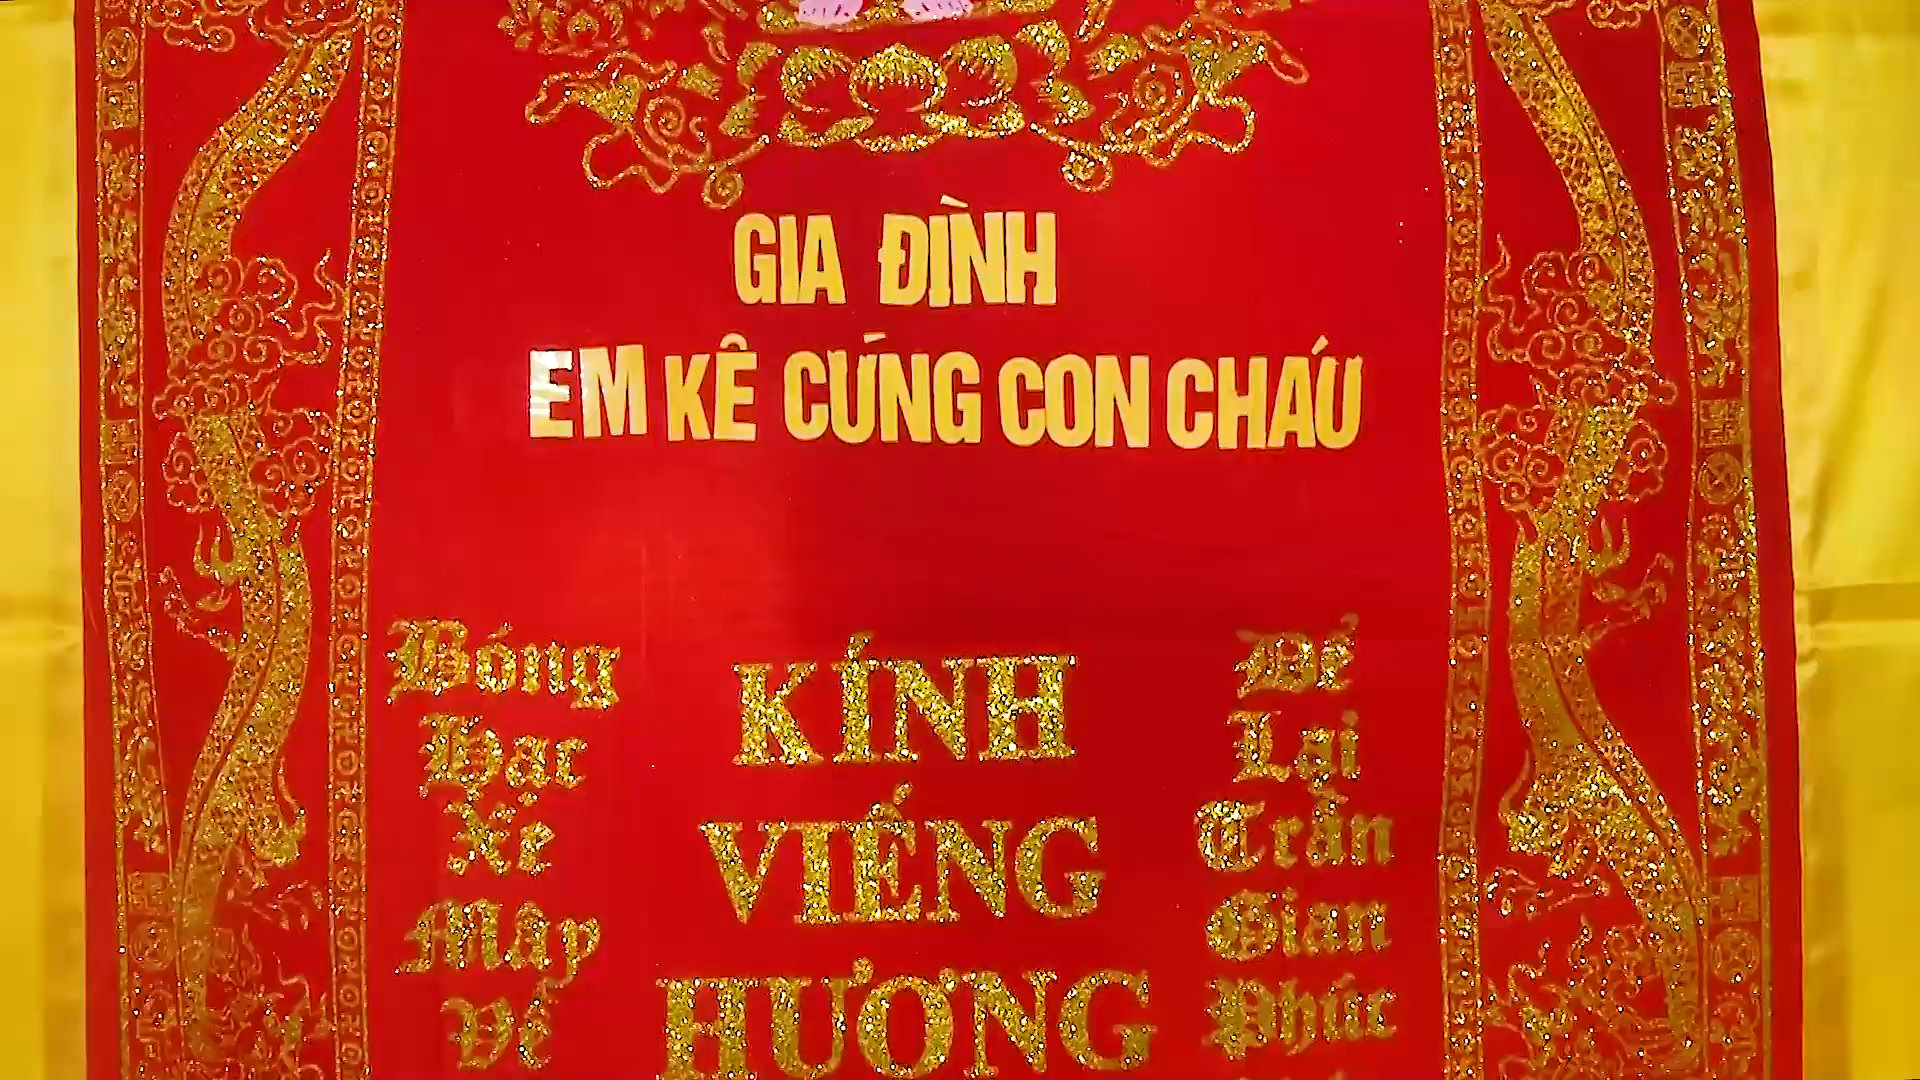 GIA ĐÌNH
EM KÊ CÙNG CON CHÁU
Bóng
Hạc
Xe
Mây
Về
KÍNH
VIẾNG
HƯƠNG
Để
Lại
Trần
Gian
Phúc